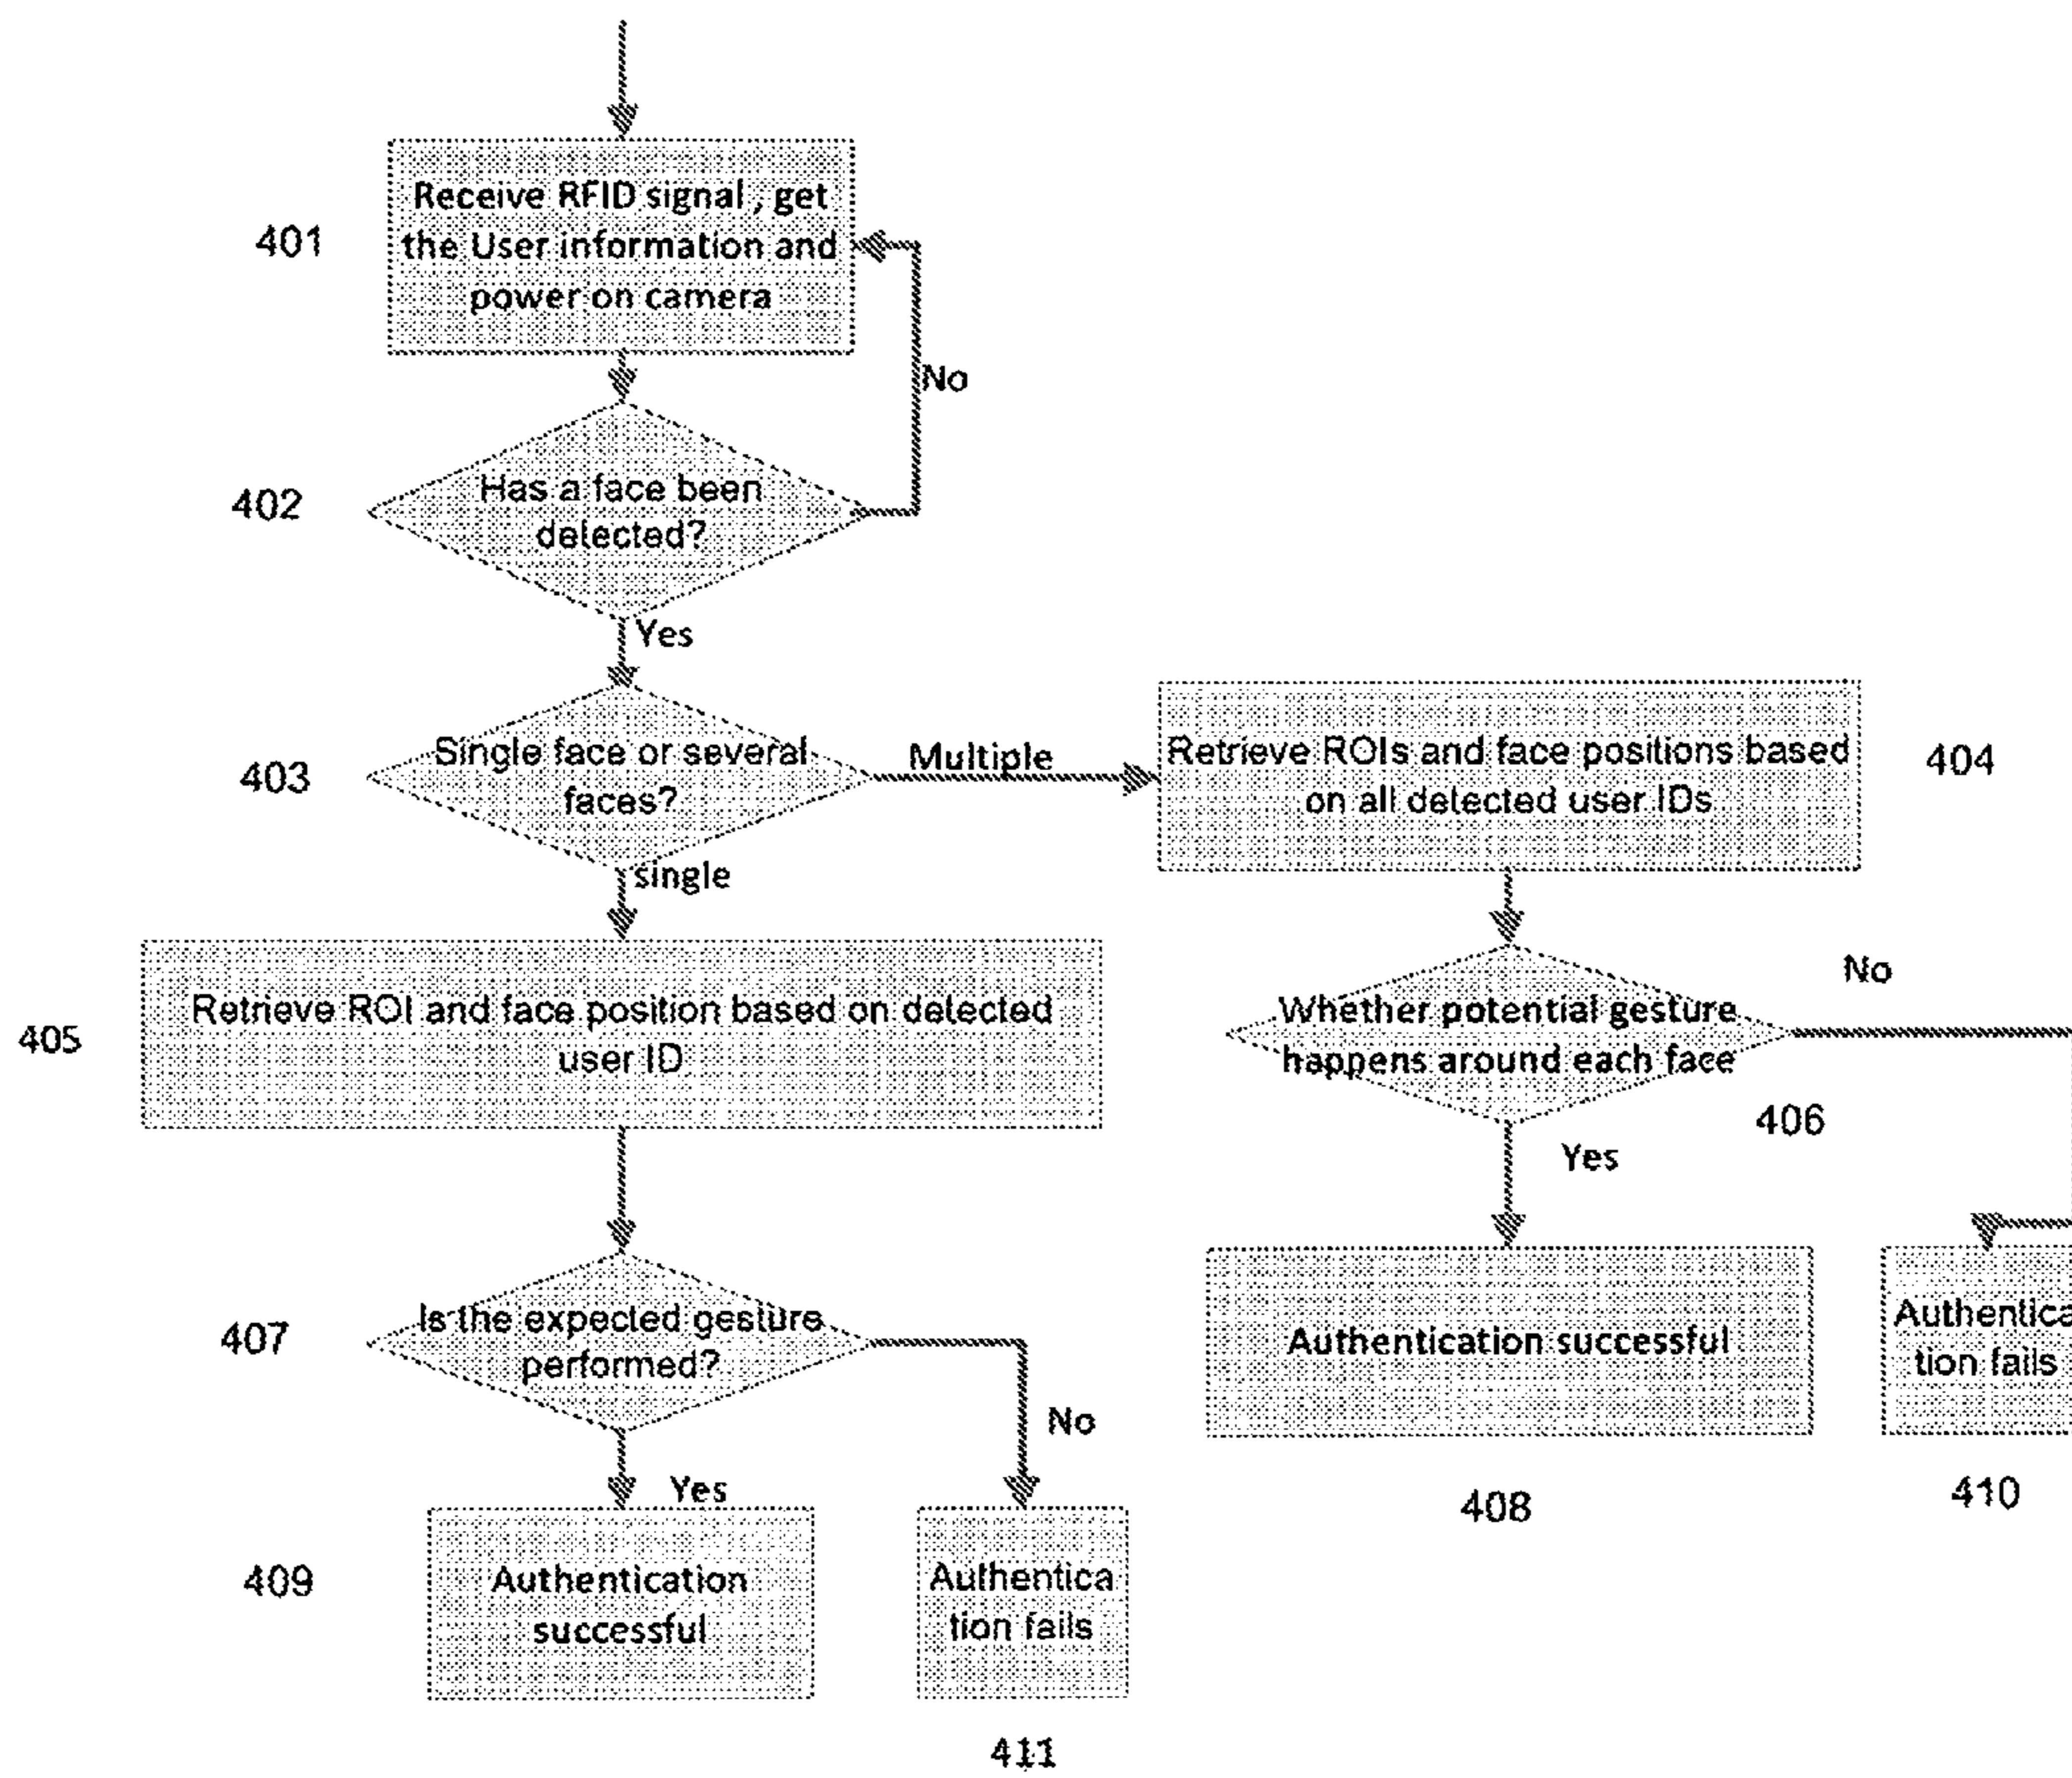 Receive RFID signal , get
the User information and
power on camera
401
No
Has a face been
detected?
402
Yes
Single face or several
faces?
403
Multiple
Retrieve ROIs and face positions based
on all detected user IDs
404
single
Retrieve ROI and face position based on detected
user ID
405
Whether potential gesture
happens around each face
No
406
Yes
Is the expected gesture
performed?
407
No
Yes
Authentication successful
408
Authentica
tion fails
410
Authentication
successful
409
Authentica
tion fails
411